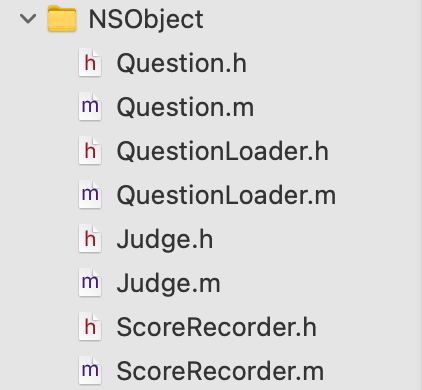 NSObject
h Question.h
m Question.m
h QuestionLoader.h
m QuestionLoader.m
h Judge.h
m Judge.m
h ScoreRecorder.h
m ScoreRecorder.m